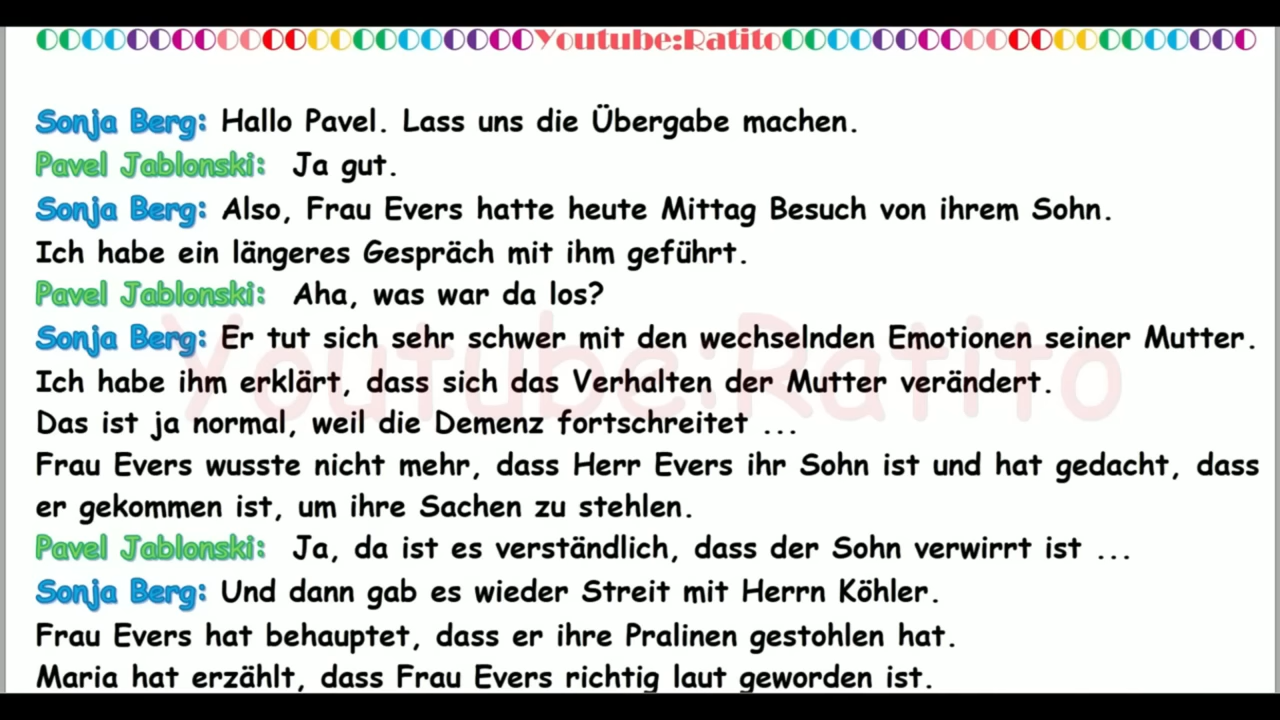 Youtube:Ratito
Sonja Berg: Hallo Pavel. Lass uns die Übergabe machen.
Pavel Jablonski: Ja gut.
Sonja Berg: Also, Frau Evers hatte heute Mittag Besuch von ihrem Sohn.
Ich habe ein längeres Gespräch mit ihm geführt.
Pavel Jablonski: Aha, was war da los?
Sonja Berg: Er tut sich sehr schwer mit den wechselnden Emotionen seiner Mutter.
Ich habe ihm erklärt, dass sich das Verhalten der Mutter verändert.
Youtube:Ratito
Das ist ja normal, weil die Demenz fortschreitet ...
Frau Evers wusste nicht mehr, dass Herr Evers ihr Sohn ist und hat gedacht, dass
er gekommen ist, um ihre Sachen zu stehlen.
Pavel Jablonski: Ja, da ist es verständlich, dass der Sohn verwirrt ist ...
Sonja Berg: Und dann gab es wieder Streit mit Herrn Köhler.
Frau Evers hat behauptet, dass er ihre Pralinen gestohlen hat.
Maria hat erzählt, dass Frau Evers richtig laut geworden ist.